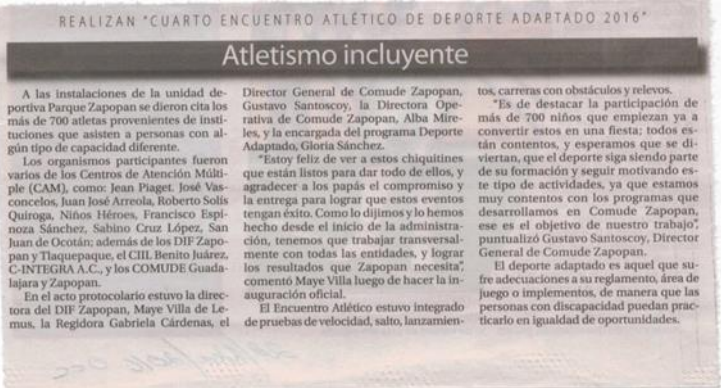 REALIZAN "CUARTO ENCUENTRO ATLÉTICO DE DEPORTE ADAPTADO 2016"
Atletismo incluyente
A las instalaciones de la unidad de-
portiva Parque Zapopan se dieron cita los
más de 700 atletas provenientes de insti-
tuciones que asisten a personas con al-
gún tipo de capacidad diferente.
Los organismos participantes fueron
varios de los Centros de Atención Múlti-
ple (CAM), como: Jean Piaget. José Vas-
concelos, Juan José Arreola, Roberto Solís
Quiroga, Niños Héroes, Francisco Espi-
noza Sánchez, Sabino Cruz López, San
Juan de Ocotán; además de los DIF Zapo-
pan y Tlaquepaque, el CIIL Benito Juárez,
C-INTEGRA A.C., y los COMUDE Guada-
lajara y Zapopan.
En el acto protocolario estuvo la direc-
tora del DIF Zapopan, Maye Villa de Le-
mus, la Regidora Gabriela Cárdenas, el
Director General de Comude Zapopan,
Gustavo Santoscoy, la Directora Ope-
rativa de Comude Zapopan, Alba Mire-
les, y la encargada del programa Deporte
Adaptado, Gloria Sánchez.
"Estoy feliz de ver a estos chiquitines
que están listos para dar todo de ellos, y
agradecer a los papás el compromiso y
la entrega para lograr que estos eventos
tengan éxito. Como lo dijimos y lo hemos
hecho desde el inicio de la administra-
ción, tenemos que trabajar transversal-
mente con todas las entidades, y lograr
los resultados que Zapopan necesita",
comentó Maye Villa luego de hacer la in-
auguración oficial.
El Encuentro Atlético estuvo integrado
de pruebas de velocidad, salto, lanzamien-
tos, carreras con obstáculos y relevos.
"Es de destacar la participación de
más de 700 niños que empiezan ya a
convertir estos en una fiesta; todos es-
tán contentos, y esperamos que se di-
viertan, que el deporte siga siendo parte
de su formación y seguir motivando es-
te tipo de actividades, ya que estamos
muy contentos con los programas que
desarrollamos en Comude Zapopan,
ese es el objetivo de nuestro trabajo",
puntualizó Gustavo Santoscoy, Director
General de Comude Zapopan.
El deporte adaptado es aquel que su-
fre adecuaciones a su reglamento, área de
juego o implementos, de manera que las
personas con discapacidad puedan prac-
ticarlo en igualdad de oportunidades.